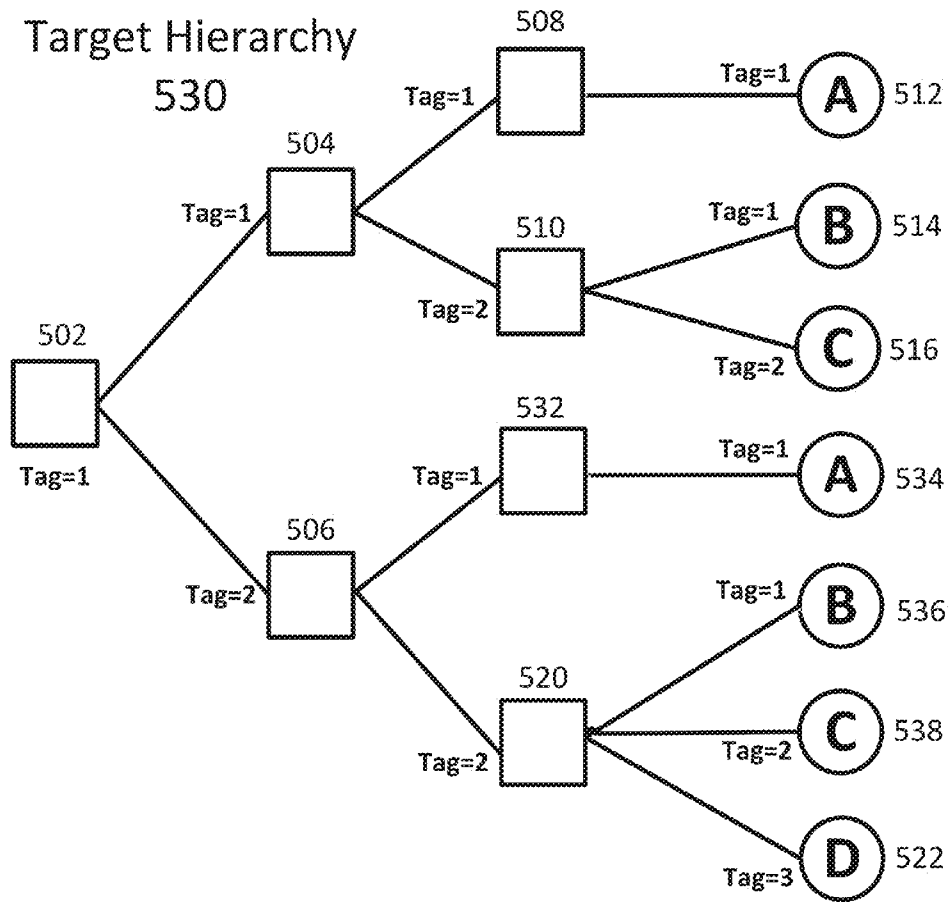 Target Hierarchy
530
508
Tag=1
A
512
Tag=1
504
Tag=1
B
514
Tag=1
510
Tag=2
C
516
Tag=2
502
Tag=1
532
Tag=1
A
534
Tag=1
506
Tag=2
B
536
Tag=1
520
Tag=2
C
538
Tag=2
D
522
Tag=3